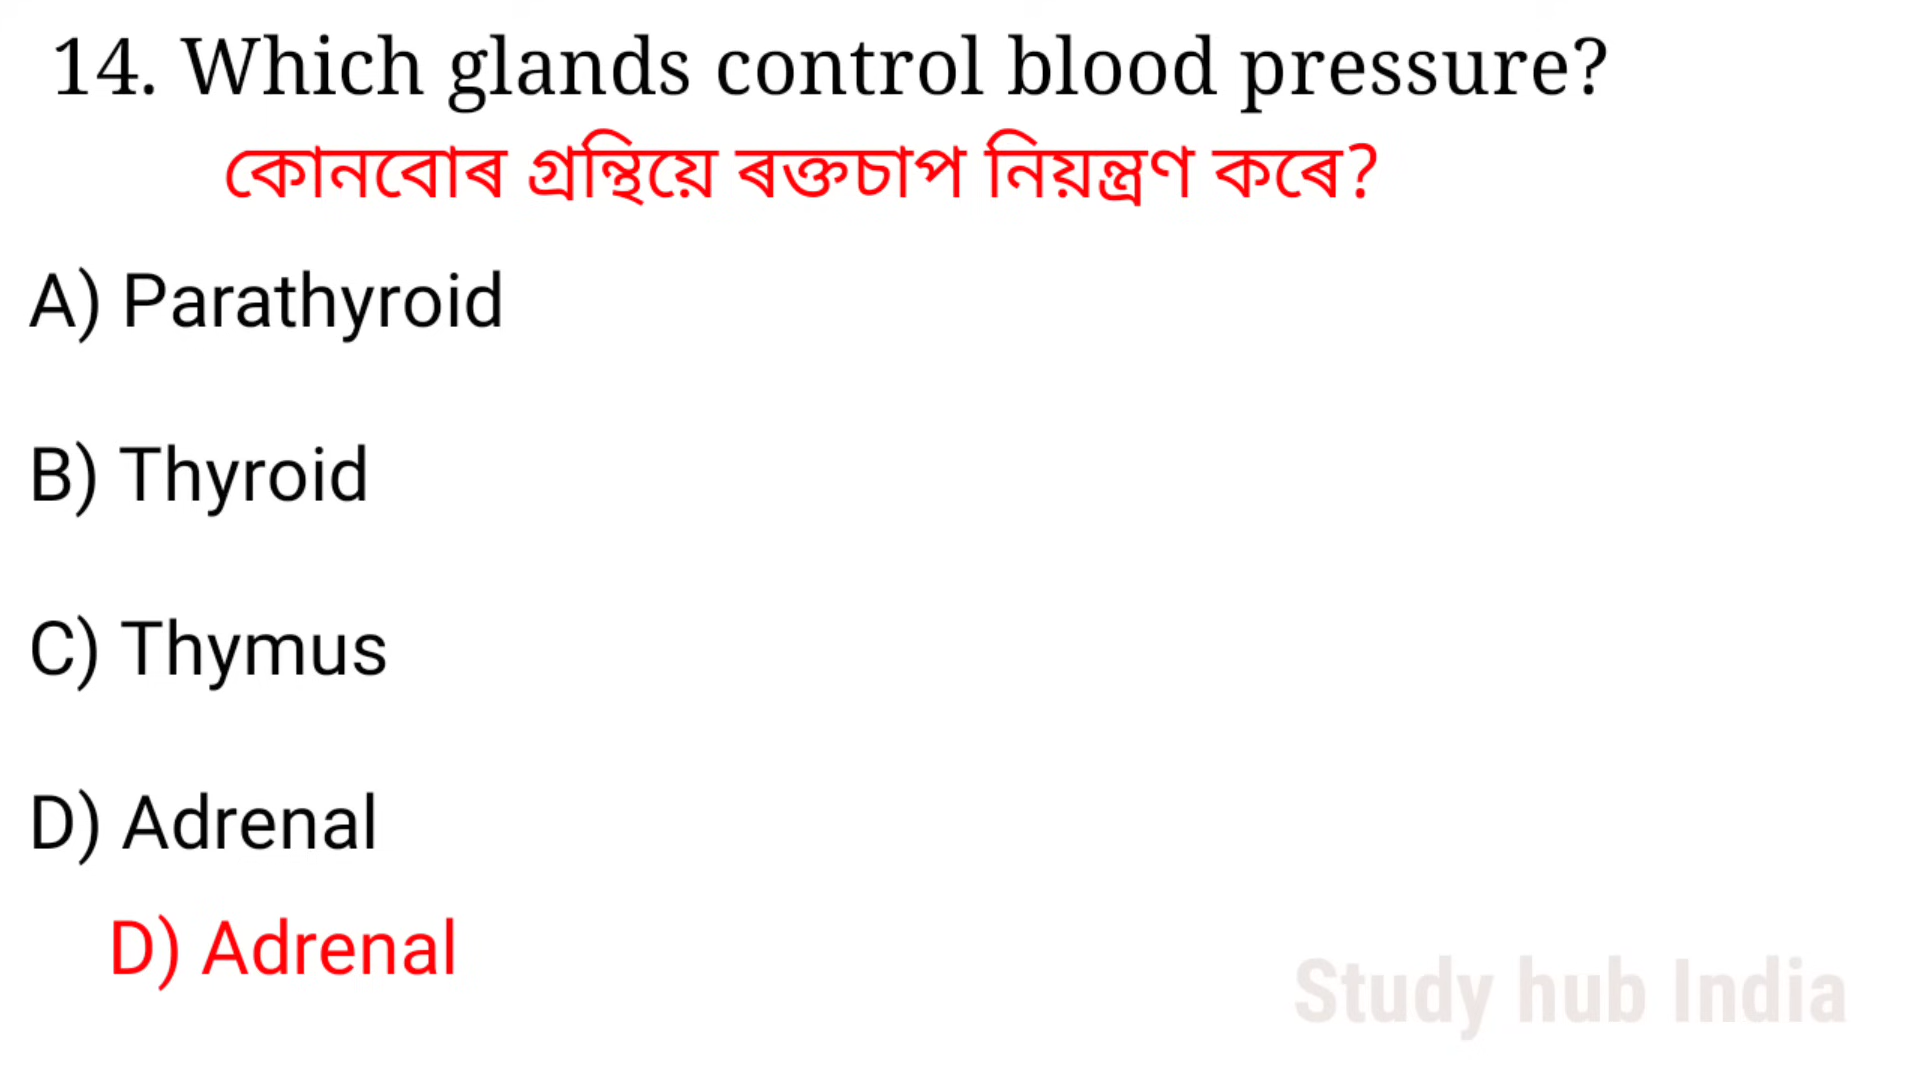 14. Which glands control blood pressure?
কোনবোৰ গ্ৰন্থিয়ে ৰক্তচাপ নিয়ন্ত্ৰণ কৰে?
A) Parathyroid
B) Thyroid
C) Thymus
D) Adrenal
D) Adrenal
Study hub India